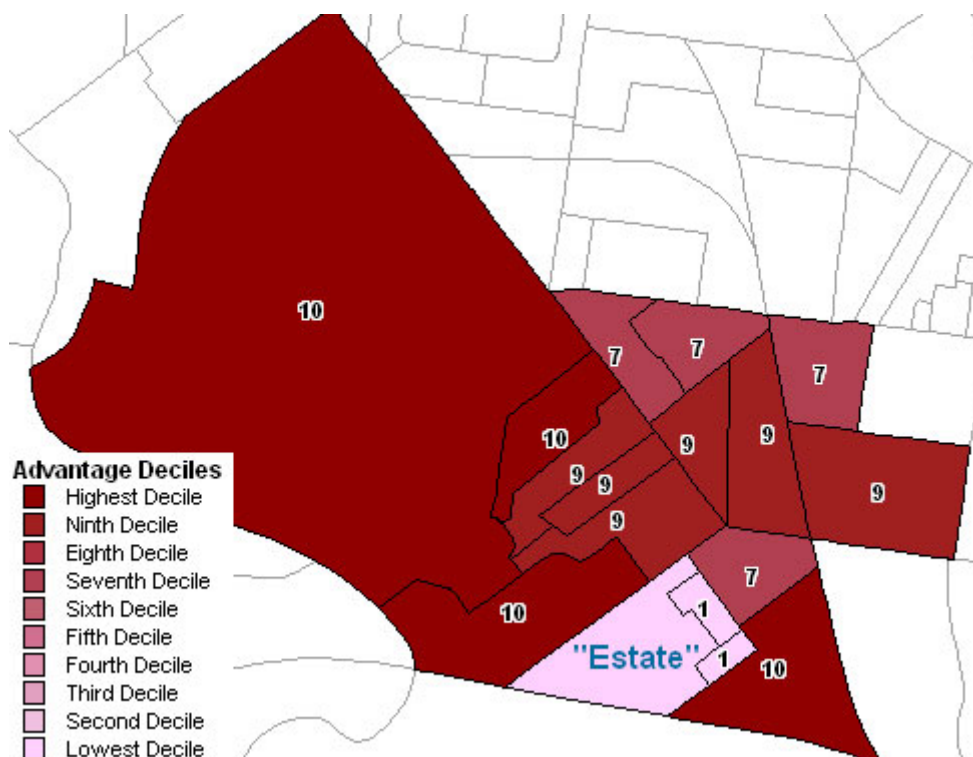 10
7
7
7
10
9
9
9
9
9
9
7
10
1
"Estate"
1
10
Advantage Deciles
Highest Decile
Ninth Decile
Eighth Decile
Seventh Decile
Sixth Decile
Fifth Decile
Fourth Decile
Third Decile
Second Decile
Lowest Decile